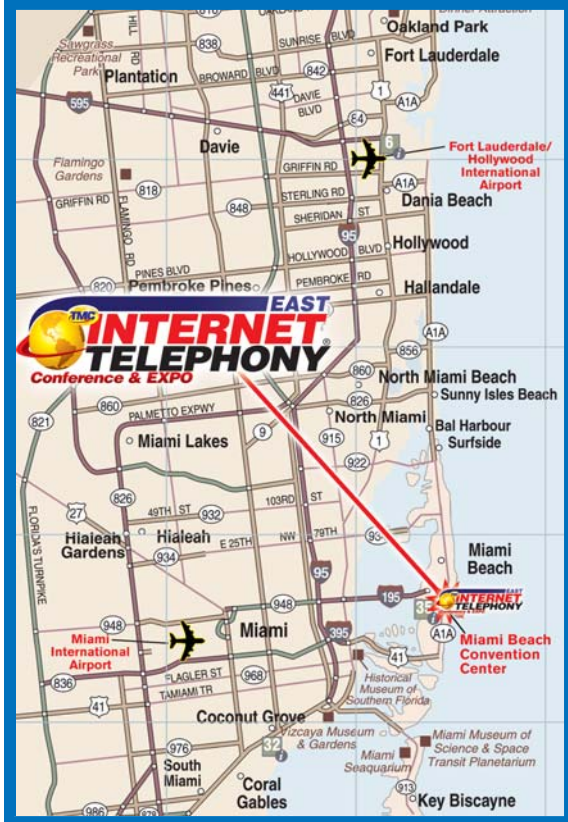 Oakland Park
Sawgrass
Recreational
Park
HILL
RD
838
SUNRISE BLVD
Fort Lauderdale
Plantation
BROWARD BLVD
842
441
DAVIE
BLVD
1
A1A
595
84
Davie
6
Fort Lauderdale/
Hollywood
International
Airport
Flamingo
Gardens
GRIFFIN RD
818
STERLING RD
A1A
Dania Beach
GRIFFIN RD
FLAMINGO RD
848
SHERIDAN ST
95
HOLLYWOOD BLVD
Hollywood
PINES BLVD
820
Pembroke Pines
PEMBROKE RD
Hallandale
TMC
EAST
INTERNET
TELEPHONY®
Conference & EXPO
A1A
856
860
North Miami Beach
826
Sunny Isles Beach
821
860
PALMETTO EXPWY
9
915
North Miami
1
Bal Harbour
Surfside
Miami Lakes
922
826
103RD ST
27
49TH ST
932
Hialeah
Gardens
Hialeah
E 25TH
NW 79TH
934
FLORIDA'S TURNPIKE
95
Miami
Beach
195
EAST
INTERNET
TELEPHONY
948
948
Miami
A1A
Miami Beach
Convention
Center
Miami
International
Airport
395
41
836
LAGLER ST
968
Historical
Museum of
Southern Florida
41
TAMIAMI TR
Coconut Grove
Vizcaya Museum
& Gardens
32
Miami Museum of
Science & Space
Transit Planetarium
976
Miami
Seaquarium
South
Miami
Coral
Gables
913
Key Biscayne
986